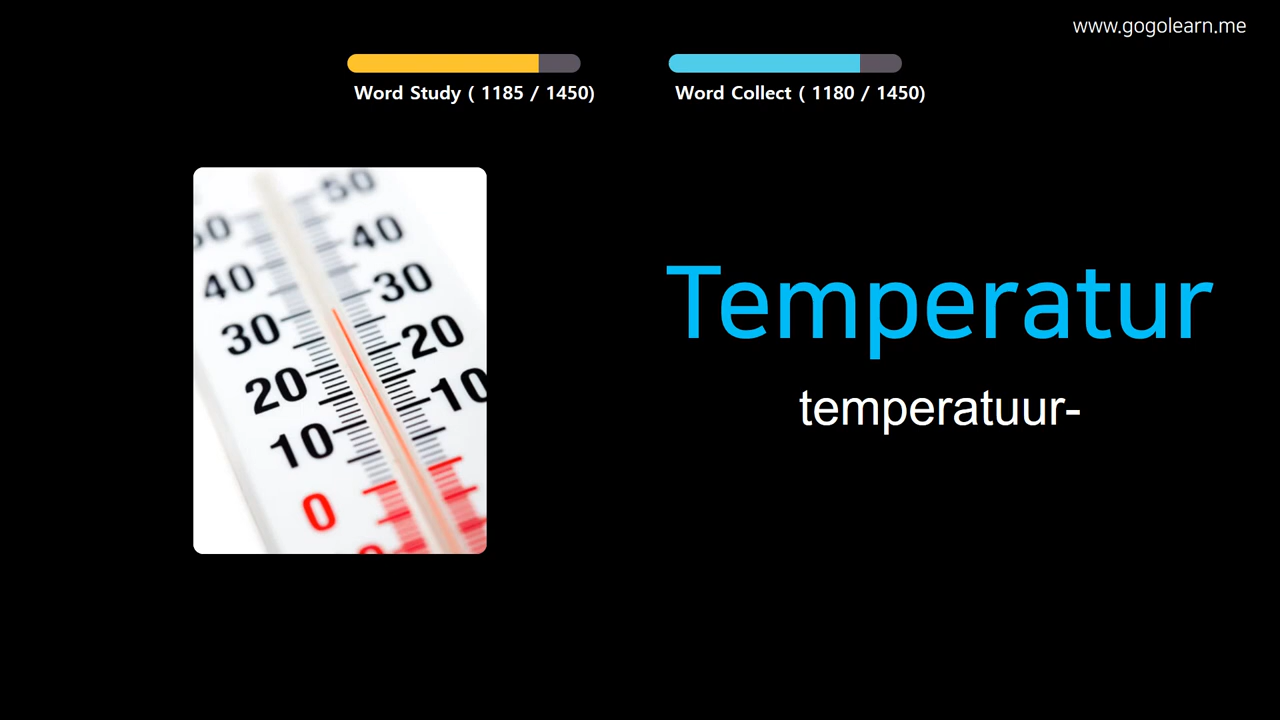 www.gogolearn.me
Word Study ( 1185 / 1450)
Word Collect ( 1180 / 1450)
50
50
40
40
30
30
20
20
10
10
0
Temperatur
temperatuur-